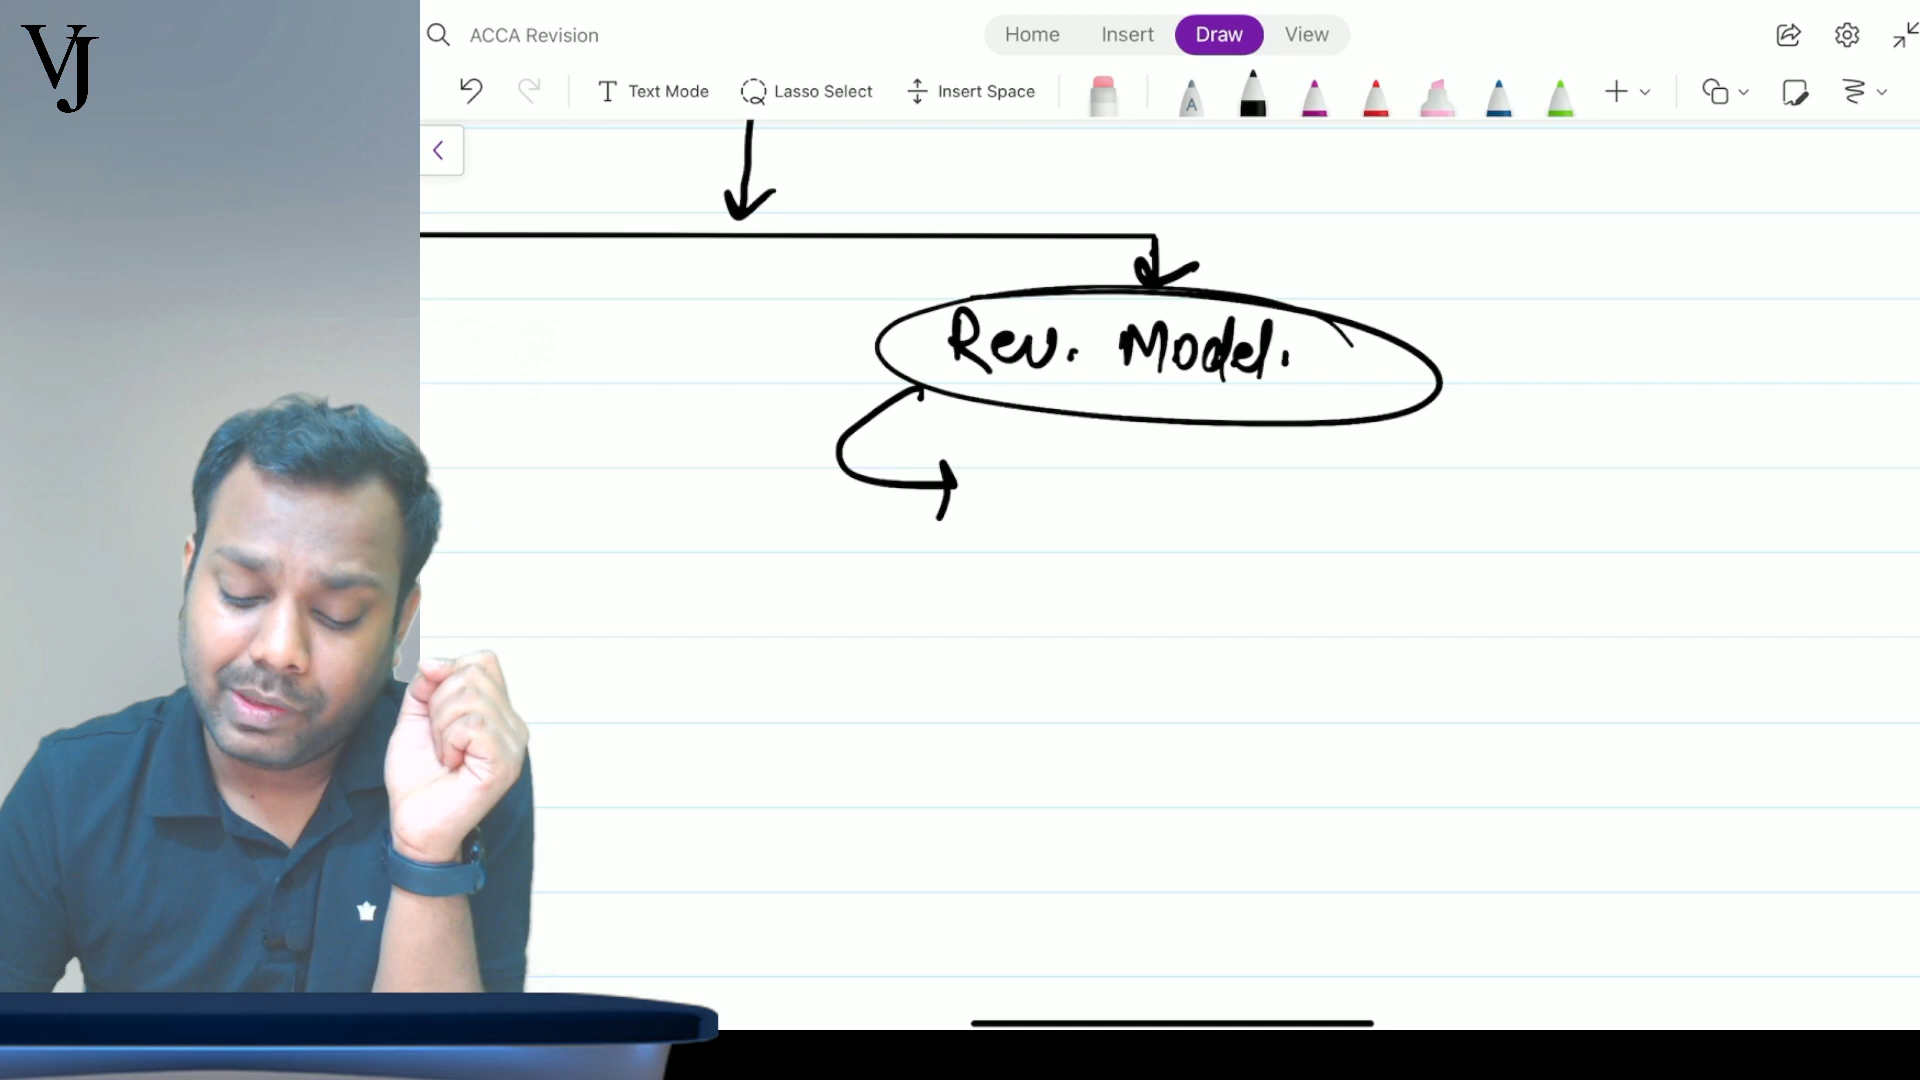 VJ
ACCA Revision
Home Insert Draw View
Text Mode Lasso Select Insert Space
A
Rev. Model.